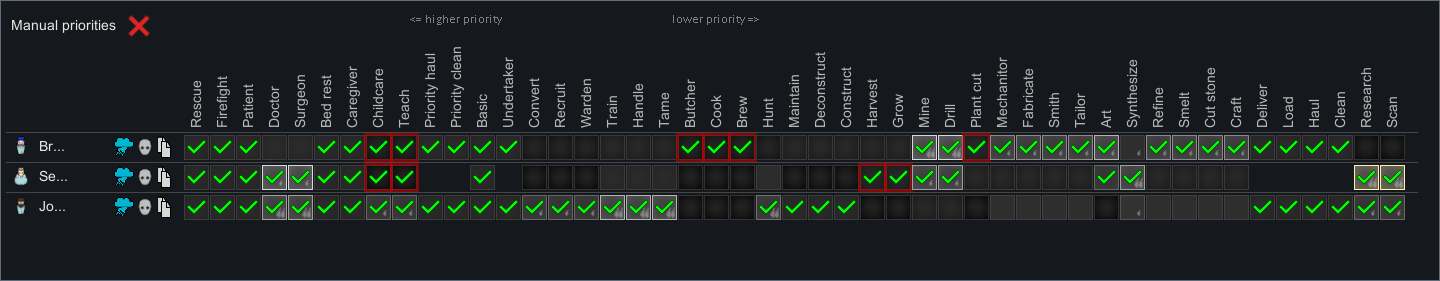 Manual priorities
<= higher priority
lower priority =>
Rescue
Firefight
Patient
Doctor
Surgeon
Bed rest
Caregiver
Childcare
Teach
Priority haul
Priority clean
Basic
Undertaker
Convert
Recruit
Warden
Train
Handle
Tame
Butcher
Cook
Brew
Hunt
Maintain
Deconstruct
Construct
Harvest
Grow
Mine
Drill
Plant cut
Mechanitor
Fabricate
Smith
Tailor
Art
Synthesize
Refine
Smelt
Cut stone
Craft
Deliver
Load
Haul
Clean
Research
Scan
Br...
Se...
Jo...